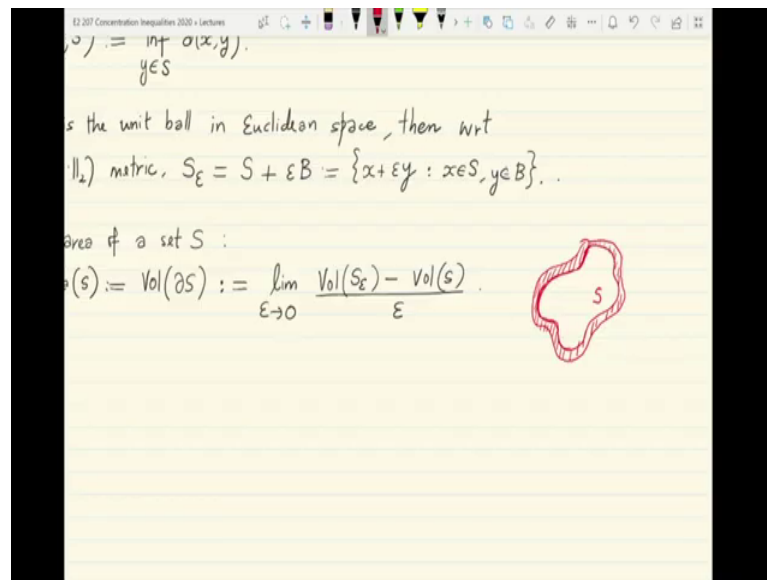 E2 207 Concentration Inequalities 2020 » Lectures
,S) := inf d(x,y).
y∈S
s the unit ball in Euclidean space, then wrt
·‖₂) metric, S_ε = S + εB := {x + εy : x∈S, y∈B}. .
area of a set S :
(S) := Vol(∂S) := lim Vol(S_ε) − Vol(S)
ε→0 ε .
S